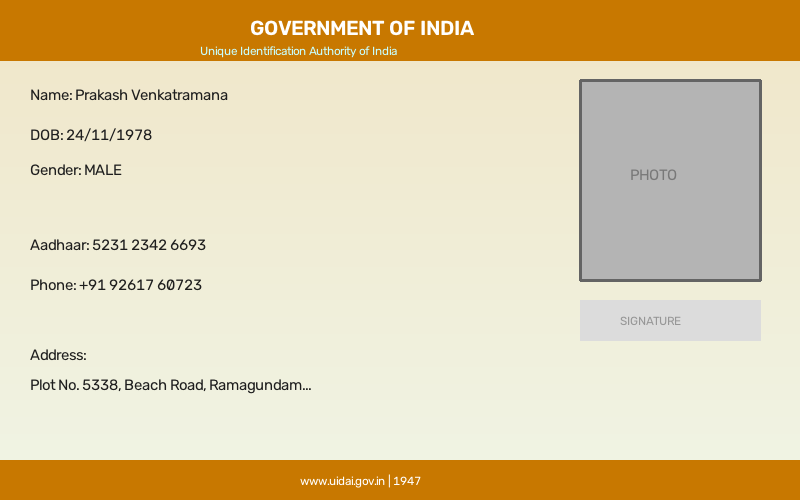 GOVERNMENT OF INDIA
Unique Identification Authority of India
Name: Prakash Venkatramana
DOB: 24/11/1978
Gender: MALE
PHOTO
Aadhaar: 5231 2342 6693
Phone: +91 92617 60723
SIGNATURE
Address:
Plot No. 5338, Beach Road, Ramagundam...
www.uidai.gov.in | 1947